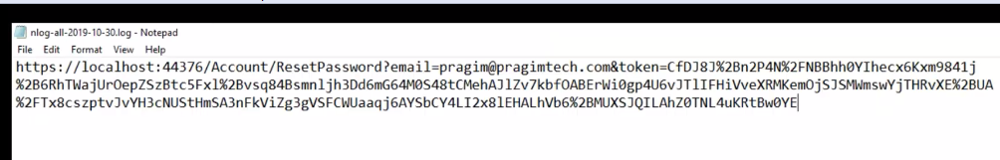 nlog-all-2019-10-30.log - Notepad
File Edit Format View Help
https://localhost:44376/Account/ResetPassword?email=pragim@pragimtech.com&token=CfDJ8J%2Bn2P4N%2FNBBhh0YIhecx6Kxm9841j
%2B6RhTWajUrOepZSzBtc5Fxl%2Bvsq84Bsmnljh3Dd6mG64M0S48tCMehAJlZv7kbfOABErWi0gp4U6vJTlIFHiVveXRMKemOjSJSMWmswYjTHRvXE%2BUA
%2FTx8cszptvJvYH3cNUStHmSA3nFkViZg3gVSFCWUaaqj6AYSbCY4LI2x8lEHALhVb6%2BMUXSJQILAhZ0TNL4uKRtBw0YE